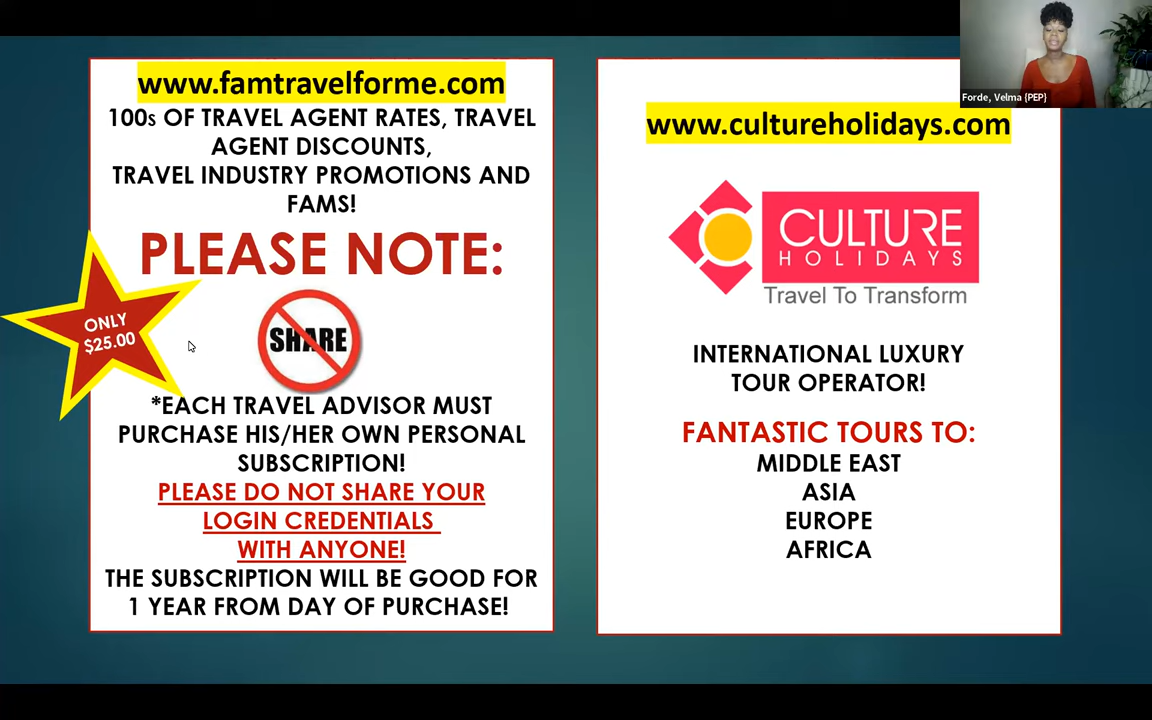 www.famtravelforme.com
100s OF TRAVEL AGENT RATES, TRAVEL
AGENT DISCOUNTS,
TRAVEL INDUSTRY PROMOTIONS AND
FAMS!
PLEASE NOTE:
ONLY
$25.00
SHARE
*EACH TRAVEL ADVISOR MUST
PURCHASE HIS/HER OWN PERSONAL
SUBSCRIPTION!
PLEASE DO NOT SHARE YOUR
LOGIN CREDENTIALS
WITH ANYONE!
THE SUBSCRIPTION WILL BE GOOD FOR
1 YEAR FROM DAY OF PURCHASE!
www.cultureholidays.com
CULTURE
HOLIDAYS
Travel To Transform
INTERNATIONAL LUXURY
TOUR OPERATOR!
FANTASTIC TOURS TO:
MIDDLE EAST
ASIA
EUROPE
AFRICA
Forde, Velma {PEP}